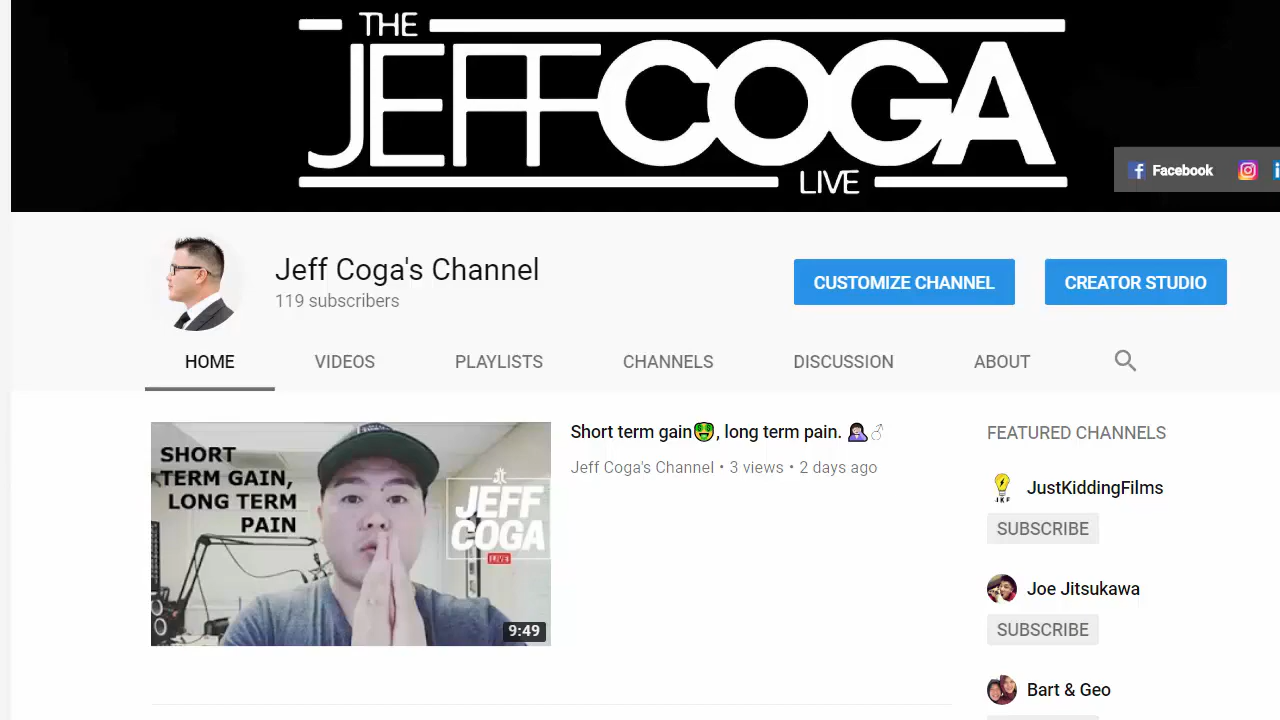 THE
JEFFCOGA
LIVE
Facebook
Jeff Coga's Channel
119 subscribers
CUSTOMIZE CHANNEL
CREATOR STUDIO
HOME
VIDEOS
PLAYLISTS
CHANNELS
DISCUSSION
ABOUT
SHORT
TERM GAIN,
LONG TERM
PAIN
JEFF
COGA
LIVE
9:49
Short term gain🤑, long term pain. 🤦🏻‍♂
Jeff Coga's Channel • 3 views • 2 days ago
FEATURED CHANNELS
JKF
JustKiddingFilms
SUBSCRIBE
Joe Jitsukawa
SUBSCRIBE
Bart & Geo